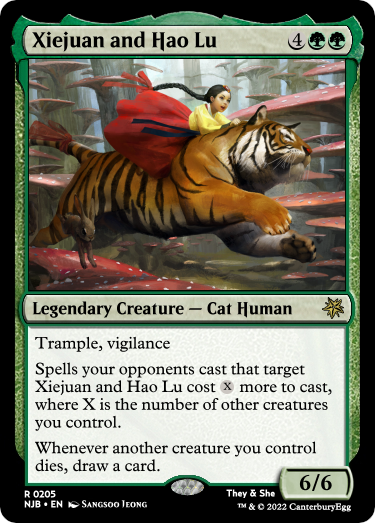 Xiejuan and Hao Lu 4
Legendary Creature — Cat Human
Trample, vigilance
Spells your opponents cast that target
Xiejuan and Hao Lu cost X more to cast,
where X is the number of other creatures
you control.
Whenever another creature you control
dies, draw a card.
6/6
R 0205
NJB • EN Sangsoo Jeong
They & She
™ & © 2022 CanterburyEgg